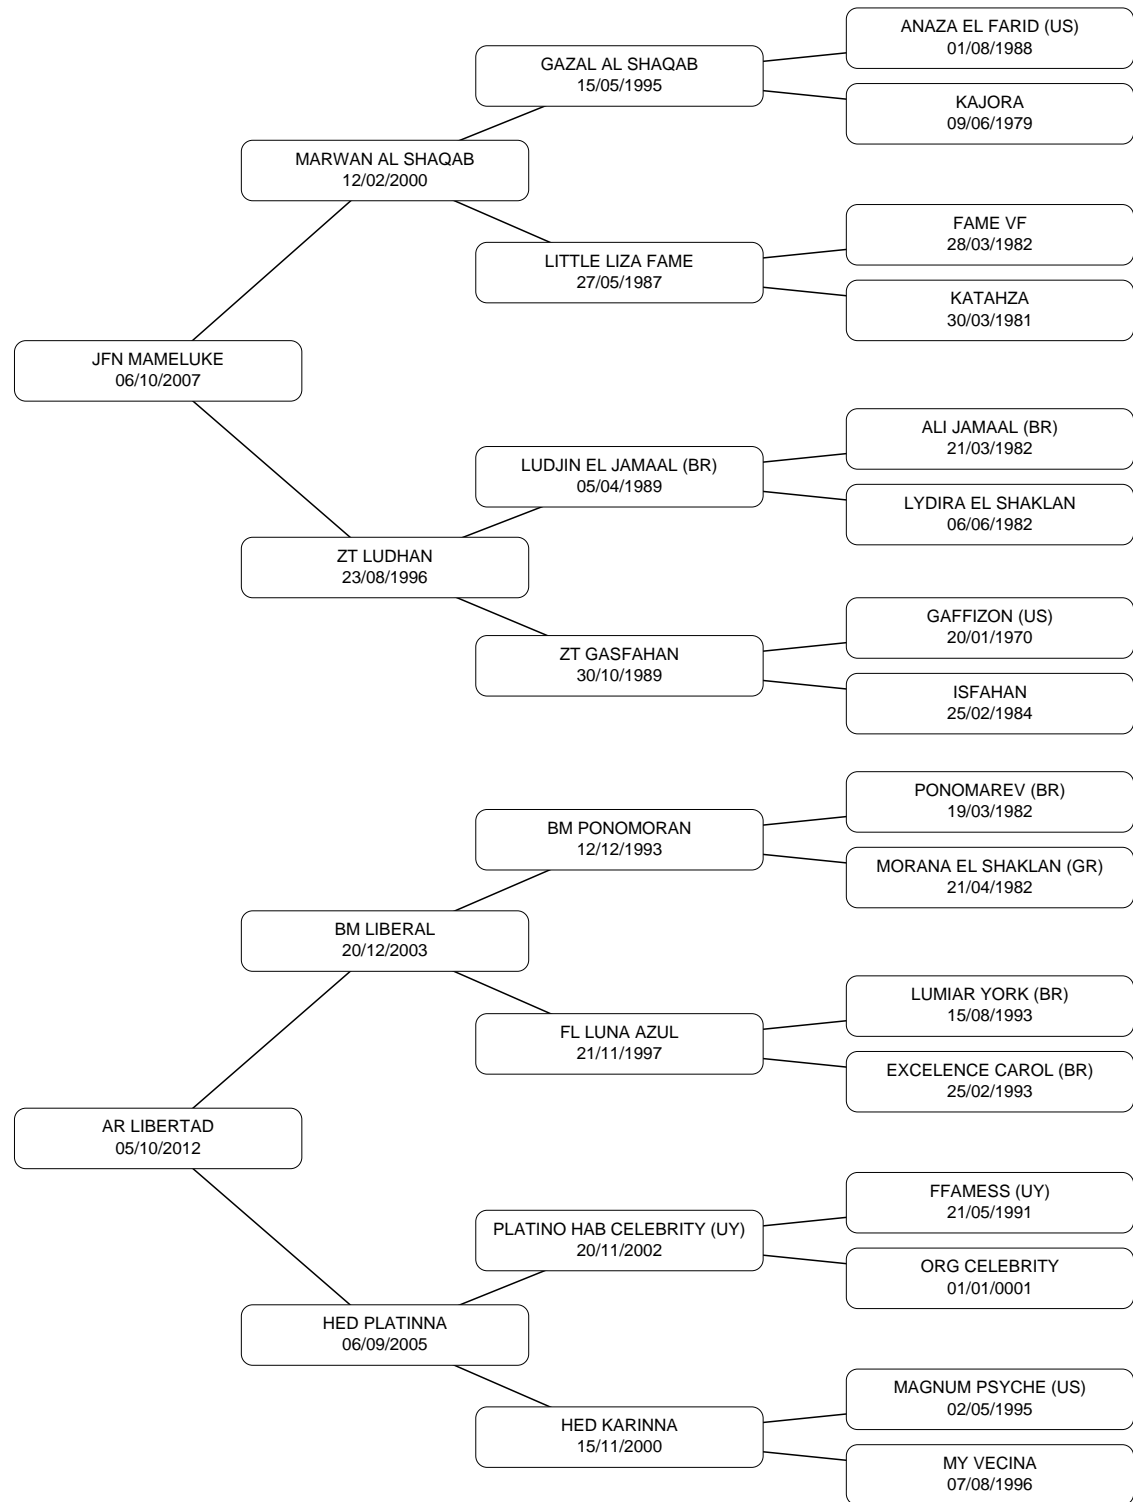 ANAZA EL FARID (US)
01/08/1988
GAZAL AL SHAQAB
15/05/1995
KAJORA
09/06/1979
MARWAN AL SHAQAB
12/02/2000
FAME VF
28/03/1982
LITTLE LIZA FAME
27/05/1987
KATAHZA
30/03/1981
JFN MAMELUKE
06/10/2007
ALI JAMAAL (BR)
21/03/1982
LUDJIN EL JAMAAL (BR)
05/04/1989
LYDIRA EL SHAKLAN
06/06/1982
ZT LUDHAN
23/08/1996
GAFFIZON (US)
20/01/1970
ZT GASFAHAN
30/10/1989
ISFAHAN
25/02/1984
PONOMAREV (BR)
19/03/1982
BM PONOMORAN
12/12/1993
MORANA EL SHAKLAN (GR)
21/04/1982
BM LIBERAL
20/12/2003
LUMIAR YORK (BR)
15/08/1993
FL LUNA AZUL
21/11/1997
EXCELENCE CAROL (BR)
25/02/1993
AR LIBERTAD
05/10/2012
FFAMESS (UY)
21/05/1991
PLATINO HAB CELEBRITY (UY)
20/11/2002
ORG CELEBRITY
01/01/0001
HED PLATINNA
06/09/2005
MAGNUM PSYCHE (US)
02/05/1995
HED KARINNA
15/11/2000
MY VECINA
07/08/1996